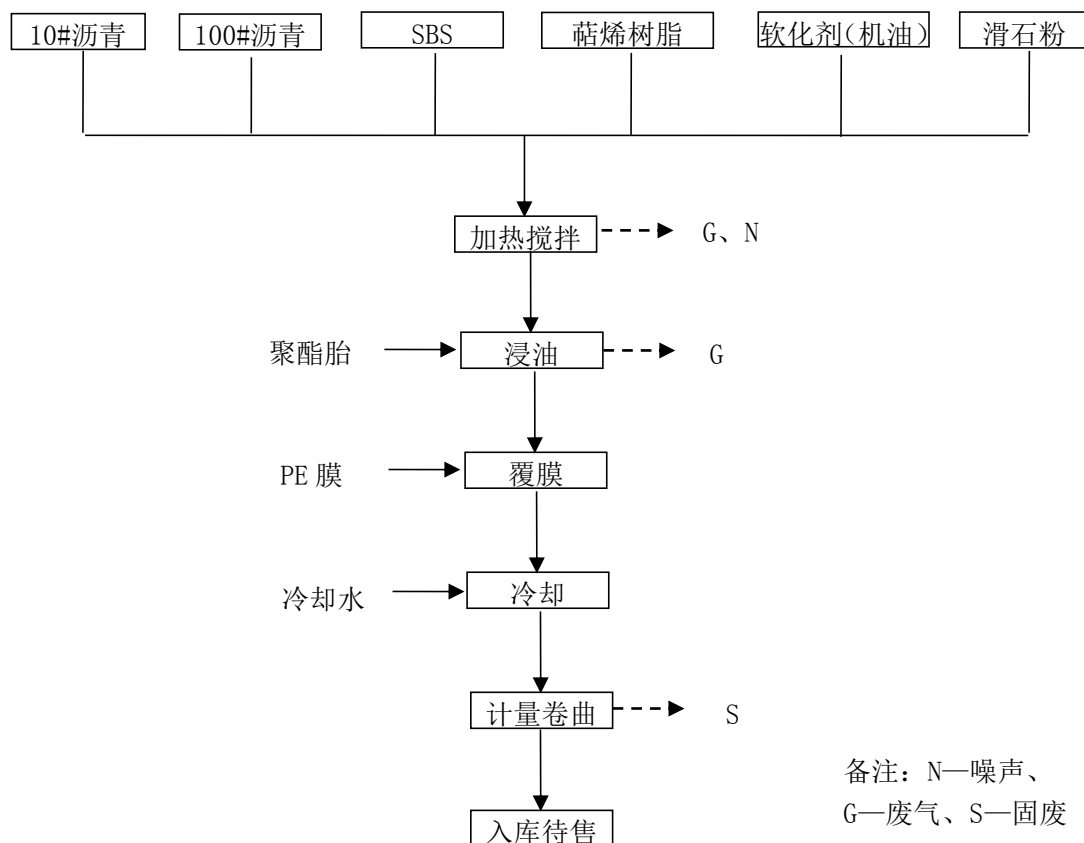 10#沥青
100#沥青
SBS
萜烯树脂
软化剂(机油)
滑石粉
加热搅拌
G、N
聚酯胎
浸油
G
PE 膜
覆膜
冷却水
冷却
计量卷曲
S
备注：N—噪声、
G—废气、S—固废
入库待售